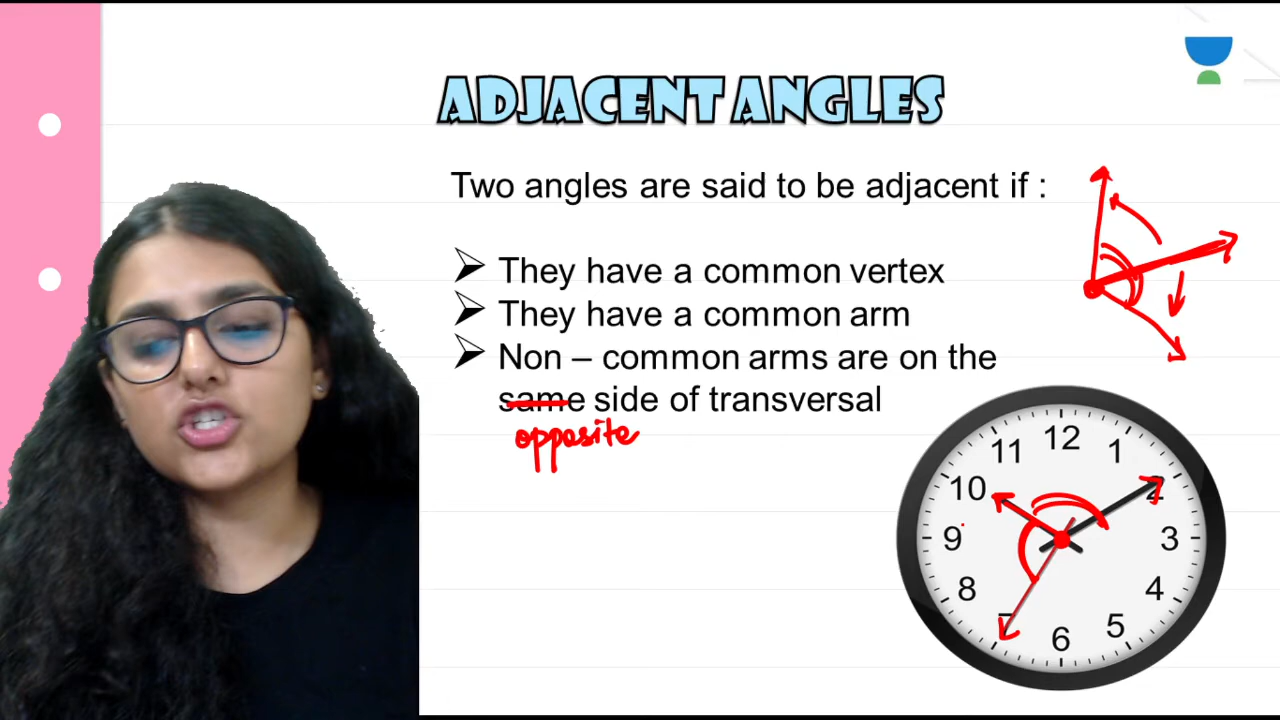 ADJACENT ANGLES
Two angles are said to be adjacent if :
They have a common vertex
They have a common arm
Non – common arms are on the
same side of transversal
opposite
12
11
1
10
2
9
3
8
4
7
5
6